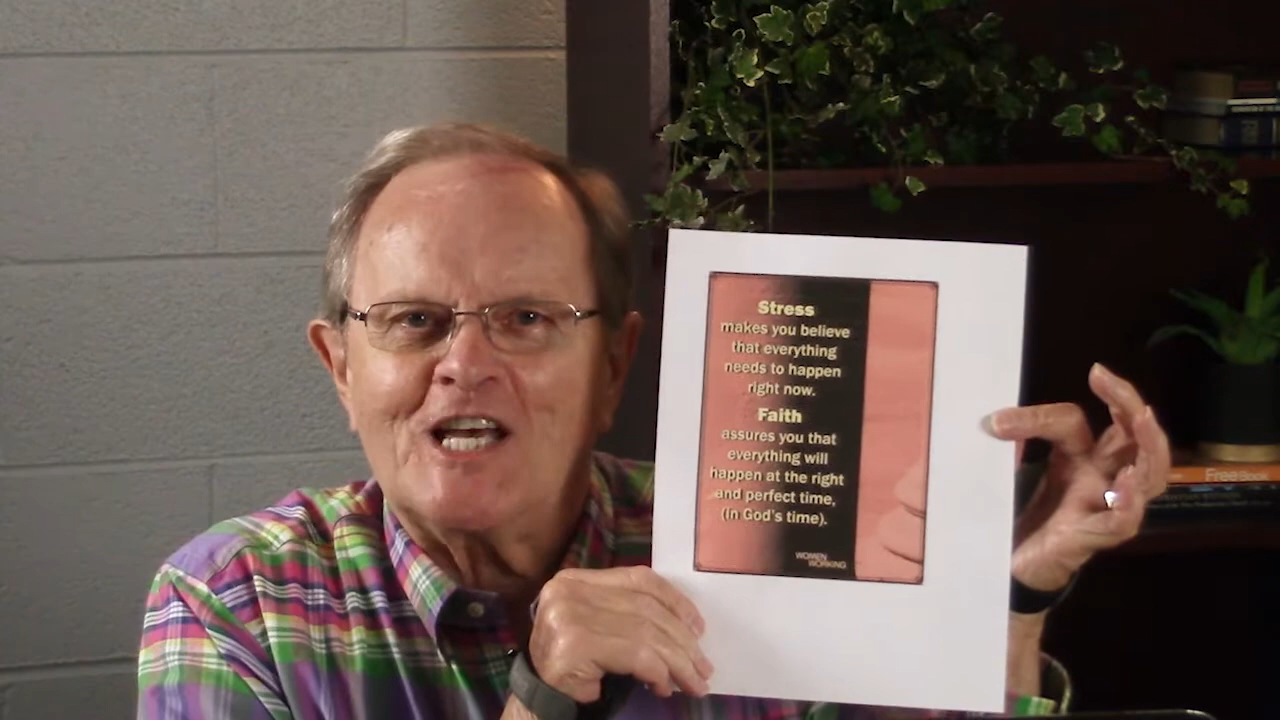 Stress
makes you believe
that everything
needs to happen
right now.
Faith
assures you that
everything will
happen at the right
and perfect time,
(in God's time).
WOMEN
WORKING